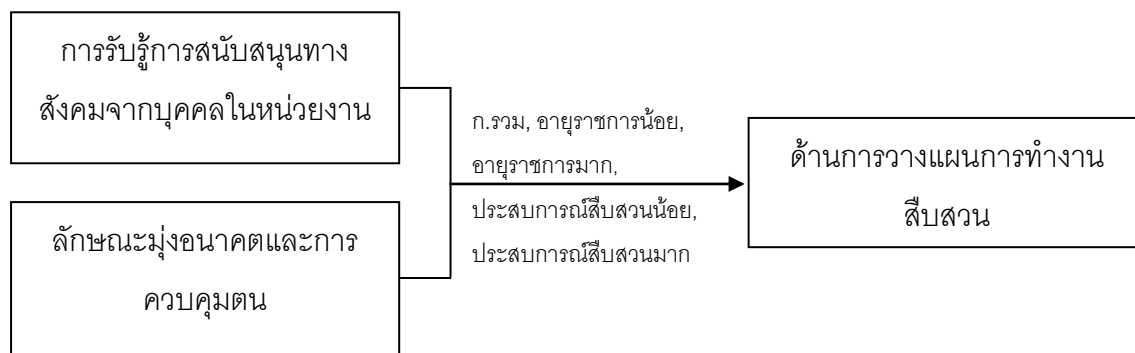 การรับรู้การสนับสนุนทาง
สังคมจากบุคคลในหน่วยงาน
ลักษณะมุ่งอนาคตและการ
ควบคุมตน
ก.รวม, อายุราชการน้อย,
อายุราชการมาก,
ประสบการณ์สืบสวนน้อย,
ประสบการณ์สืบสวนมาก
ด้านการวางแผนการทำงาน
สืบสวน